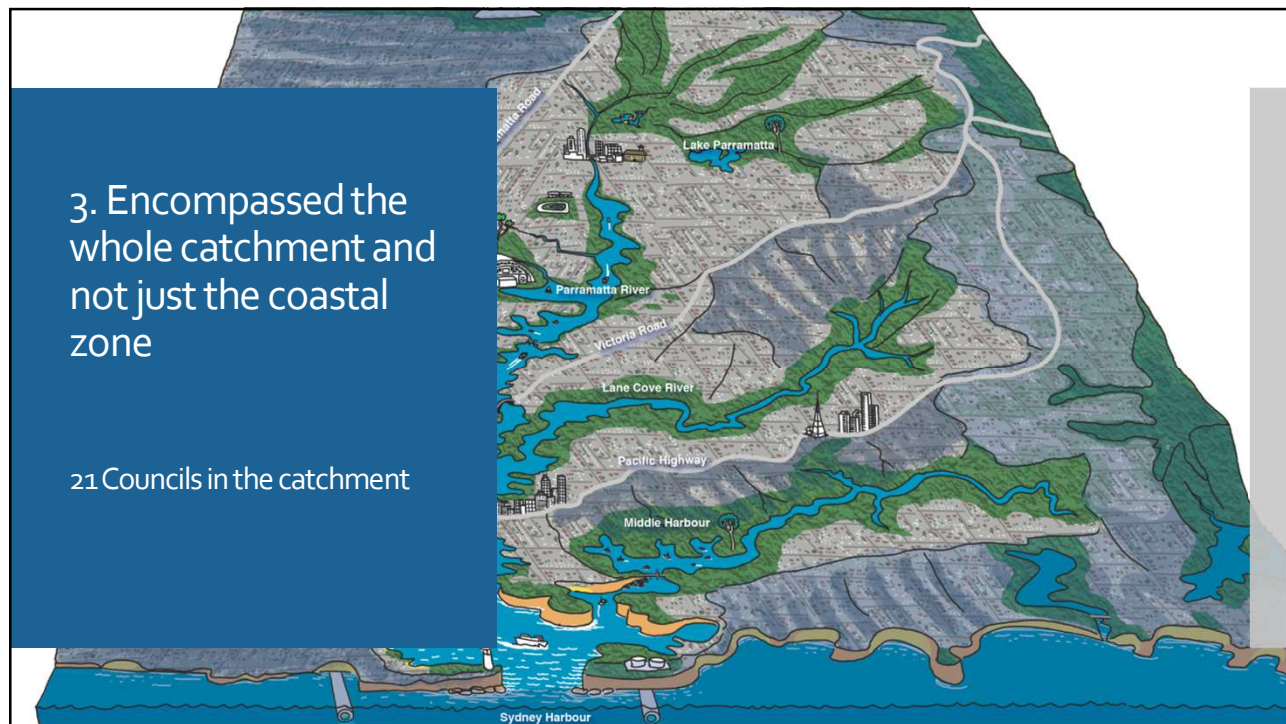 3. Encompassed the
whole catchment and
not just the coastal
zone
21 Councils in the catchment
Road
Lake Parramatta
Parramatta River
Victoria Road
Lane Cove River
Pacific Highway
Middle Harbour
Sydney Harbour